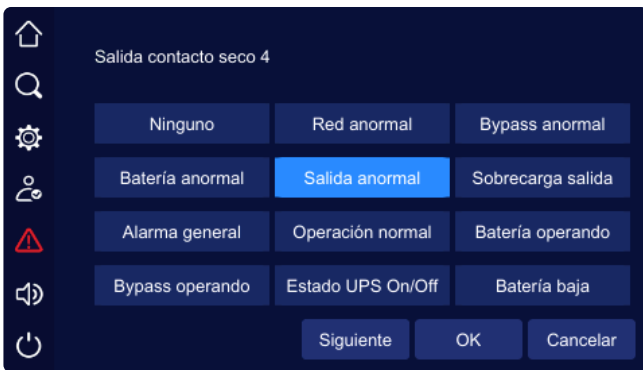 Salida contacto seco 4
Ninguno Red anormal Bypass anormal
Batería anormal Salida anormal Sobrecarga salida
Alarma general Operación normal Batería operando
Bypass operando Estado UPS On/Off Batería baja
Siguiente OK Cancelar